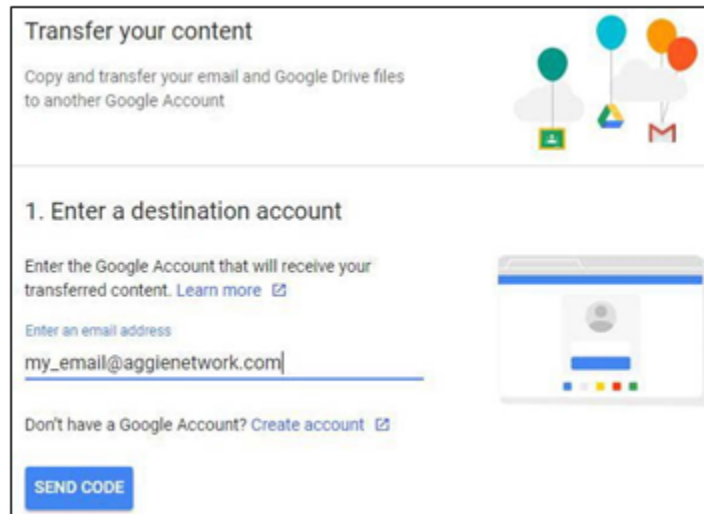 Transfer your content
Copy and transfer your email and Google Drive files
to another Google Account
1. Enter a destination account
Enter the Google Account that will receive your
transferred content. Learn more
Enter an email address
my_email@aggienetwork.com
Don't have a Google Account? Create account
SEND CODE